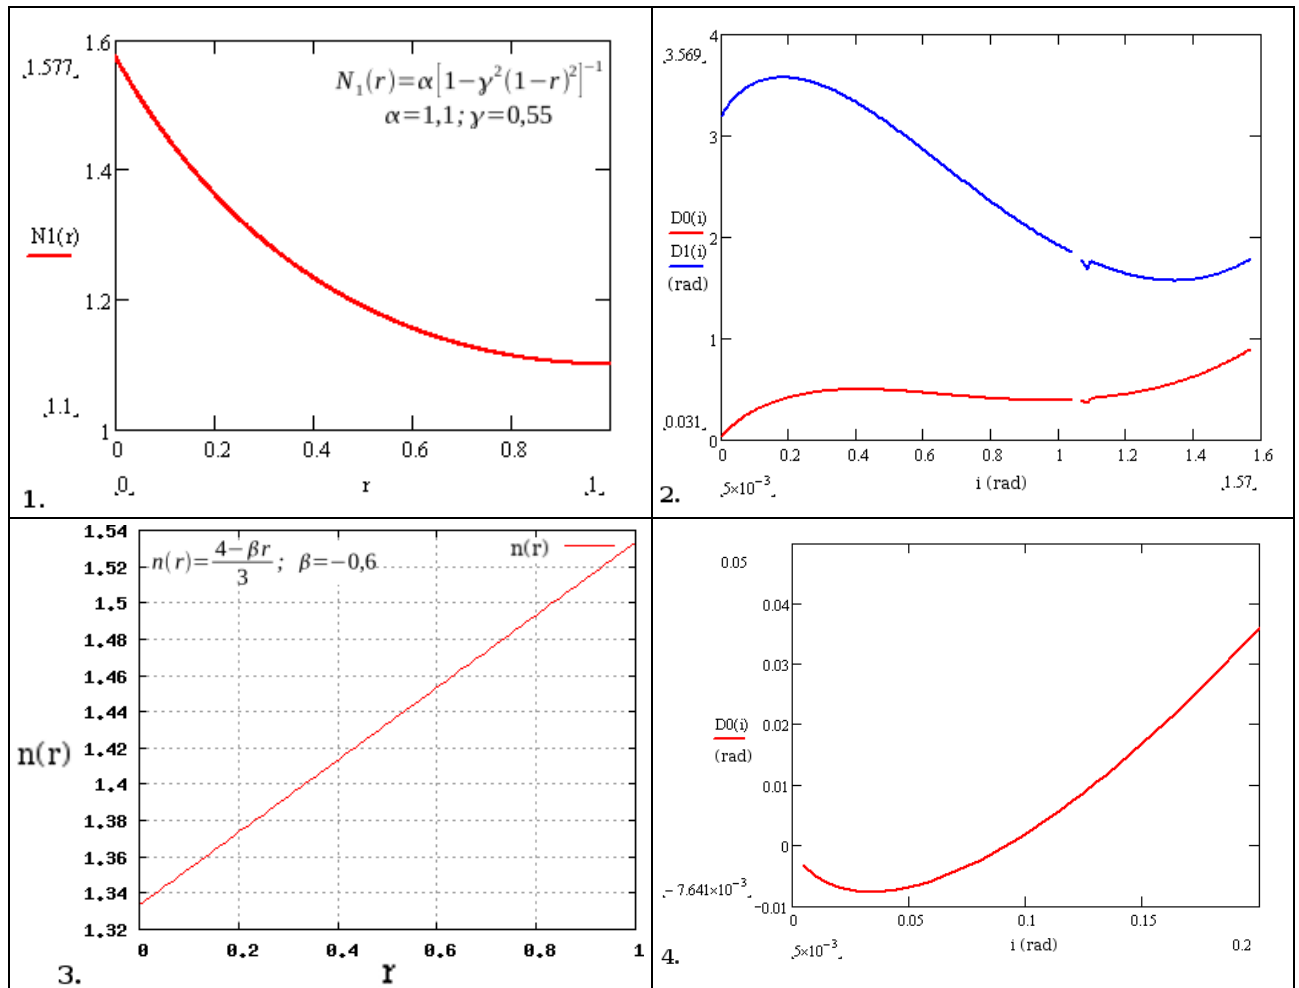 1.6
1.577
N₁(r)=α[1−γ²(1−r)²]⁻¹
α=1,1; γ=0,55
1.4
N1(r)
1.2
1.1
1
0 0.2 0.4 0.6 0.8
0 r 1
1.
4
3.569
3
D0(i)
2
D1(i)
(rad)
1
0.031
0
0 0.2 0.4 0.6 0.8 1 1.2 1.4 1.6
5×10⁻³ i (rad) 1.57
2.
1.54
n(r)=(4−βr)/3; β=−0,6
n(r)
1.52
1.5
1.48
1.46
1.44
n(r)
1.42
1.4
1.38
1.36
1.34
1.32
0 0.2 0.4 0.6 0.8 1
3. r
0.05
0.04
0.03
D0(i)
0.02
(rad)
0.01
0
−7.641×10⁻³
−0.01
0 0.05 0.1 0.15
5×10⁻³ i (rad) 0.2
4.